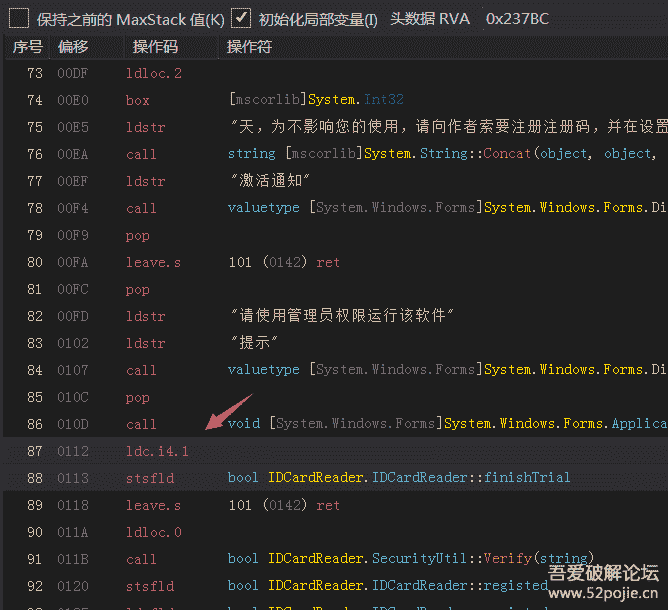 保持之前的 MaxStack 值(K) 初始化局部变量(I) 头数据 RVA 0x237BC
序号 偏移 操作码 操作符
73 00DF ldloc.2
74 00E0 box [mscorlib]System.Int32
75 00E5 ldstr "天，为不影响您的使用，请向作者索要注册注册码，并在设置
76 00EA call string [mscorlib]System.String::Concat(object, object,
77 00EF ldstr "激活通知"
78 00F4 call valuetype [System.Windows.Forms]System.Windows.Forms.Di
79 00F9 pop
80 00FA leave.s 101 (0142) ret
81 00FC pop
82 00FD ldstr "请使用管理员权限运行该软件"
83 0102 ldstr "提示"
84 0107 call valuetype [System.Windows.Forms]System.Windows.Forms.Di
85 010C pop
86 010D call void [System.Windows.Forms]System.Windows.Forms.Applica
87 0112 ldc.i4.1
88 0113 stsfld bool IDCardReader.IDCardReader::finishTrial
89 0118 leave.s 101 (0142) ret
90 011A ldloc.0
91 011B call bool IDCardReader.SecurityUtil::Verify(string)
92 0120 stsfld bool IDCardReader.IDCardReader::registed
吾爱破解论坛
www.52pojie.cn